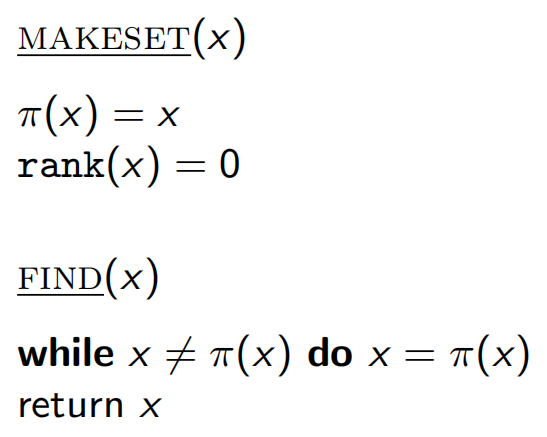 MAKESET(x)
π(x) = x
rank(x) = 0
FIND(x)
while x ≠ π(x) do x = π(x)
return x